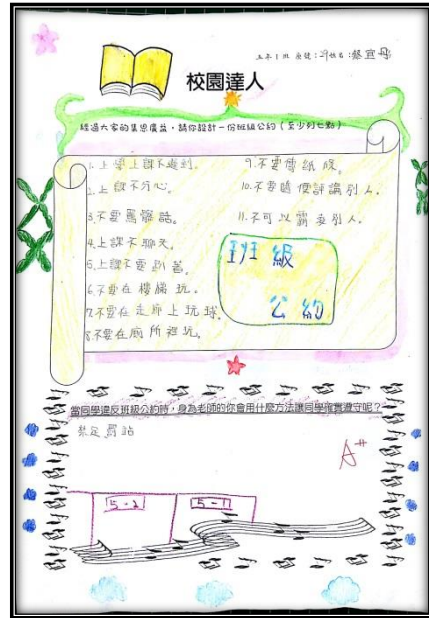 五年1班 座號:29姓名:蔡宜
校園達人
經過大家的集思廣益,請你設計一份班級公約(至少列七點)
1.上學上課不遲到。
2.上課不分心。
3.不要罵髒話。
4.上課不聊天。
5.上課不要趴著。
6.不要在樓梯玩。
7.不要在走廊上玩球。
8.不要在廁所裡玩。
9.不要傳紙條。
10.不要隨便評論別人。
11.不可以霸凌別人。
班級
公約
當同學違反班級公約時,身為老師的你會用什麼方法讓同學確實遵守呢?
禁足罰站
A#
5-2 5-1